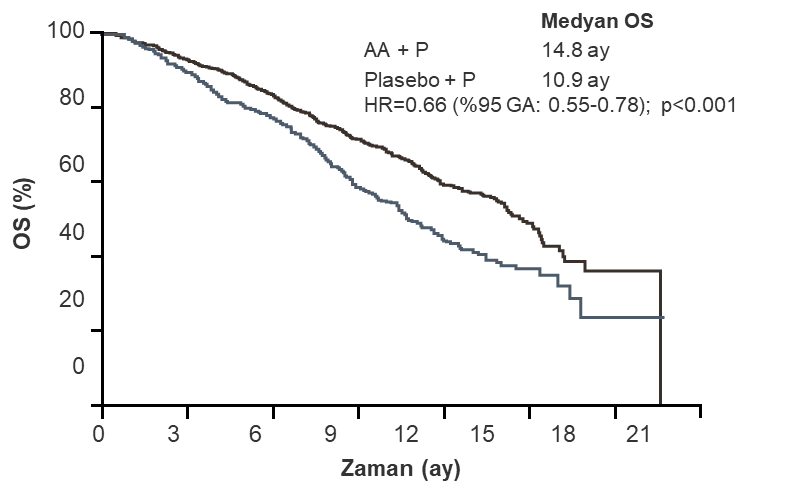 Medyan OS
AA + P 14.8 ay
Plasebo + P 10.9 ay
HR=0.66 (%95 GA: 0.55-0.78); p<0.001
OS (%)
100
80
60
40
20
0
0 3 6 9 12 15 18 21
Zaman (ay)